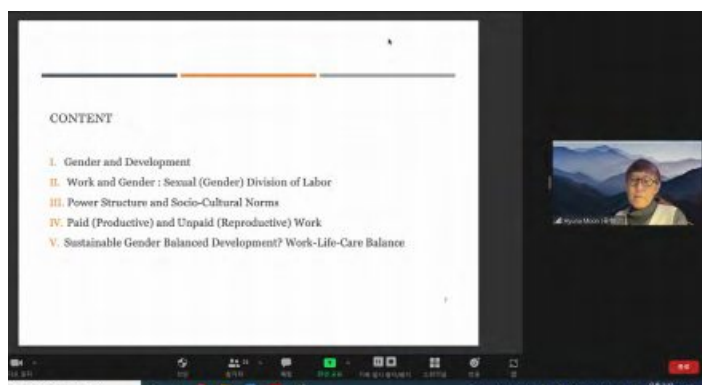 CONTENT
I. Gender and Development
II. Work and Gender : Sexual (Gender) Division of Labor
III. Power Structure and Socio-Cultural Norms
IV. Paid (Productive) and Unpaid (Reproductive) Work
V. Sustainable Gender Balanced Development? Work-Life-Care Balance
Hyuna Moon